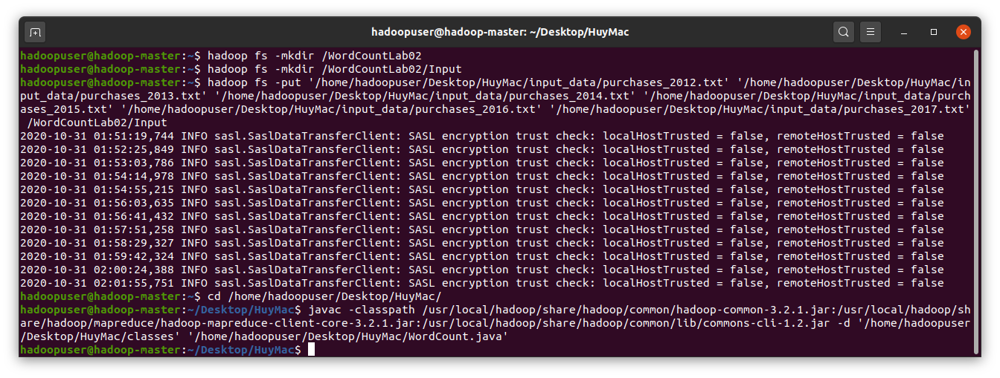 hadoopuser@hadoop-master: ~/Desktop/HuyMac
hadoopuser@hadoop-master:~$ hadoop fs -mkdir /WordCountLab02
hadoopuser@hadoop-master:~$ hadoop fs -mkdir /WordCountLab02/Input
hadoopuser@hadoop-master:~$ hadoop fs -put '/home/hadoopuser/Desktop/HuyMac/input_data/purchases_2012.txt' '/home/hadoopuser/Desktop/HuyMac/in
put_data/purchases_2013.txt' '/home/hadoopuser/Desktop/HuyMac/input_data/purchases_2014.txt' '/home/hadoopuser/Desktop/HuyMac/input_data/purch
ases_2015.txt' '/home/hadoopuser/Desktop/HuyMac/input_data/purchases_2016.txt' '/home/hadoopuser/Desktop/HuyMac/input_data/purchases_2017.txt'
 /WordCountLab02/Input
2020-10-31 01:51:19,744 INFO sasl.SaslDataTransferClient: SASL encryption trust check: localHostTrusted = false, remoteHostTrusted = false
2020-10-31 01:52:25,849 INFO sasl.SaslDataTransferClient: SASL encryption trust check: localHostTrusted = false, remoteHostTrusted = false
2020-10-31 01:53:03,786 INFO sasl.SaslDataTransferClient: SASL encryption trust check: localHostTrusted = false, remoteHostTrusted = false
2020-10-31 01:54:14,978 INFO sasl.SaslDataTransferClient: SASL encryption trust check: localHostTrusted = false, remoteHostTrusted = false
2020-10-31 01:54:55,215 INFO sasl.SaslDataTransferClient: SASL encryption trust check: localHostTrusted = false, remoteHostTrusted = false
2020-10-31 01:56:03,635 INFO sasl.SaslDataTransferClient: SASL encryption trust check: localHostTrusted = false, remoteHostTrusted = false
2020-10-31 01:56:41,432 INFO sasl.SaslDataTransferClient: SASL encryption trust check: localHostTrusted = false, remoteHostTrusted = false
2020-10-31 01:57:51,258 INFO sasl.SaslDataTransferClient: SASL encryption trust check: localHostTrusted = false, remoteHostTrusted = false
2020-10-31 01:58:29,327 INFO sasl.SaslDataTransferClient: SASL encryption trust check: localHostTrusted = false, remoteHostTrusted = false
2020-10-31 01:59:42,324 INFO sasl.SaslDataTransferClient: SASL encryption trust check: localHostTrusted = false, remoteHostTrusted = false
2020-10-31 02:00:24,388 INFO sasl.SaslDataTransferClient: SASL encryption trust check: localHostTrusted = false, remoteHostTrusted = false
2020-10-31 02:01:55,751 INFO sasl.SaslDataTransferClient: SASL encryption trust check: localHostTrusted = false, remoteHostTrusted = false
hadoopuser@hadoop-master:~$ cd /home/hadoopuser/Desktop/HuyMac/
hadoopuser@hadoop-master:~/Desktop/HuyMac$ javac -classpath /usr/local/hadoop/share/hadoop/common/hadoop-common-3.2.1.jar:/usr/local/hadoop/sh
are/hadoop/mapreduce/hadoop-mapreduce-client-core-3.2.1.jar:/usr/local/hadoop/share/hadoop/common/lib/commons-cli-1.2.jar -d '/home/hadoopuser
/Desktop/HuyMac/classes' '/home/hadoopuser/Desktop/HuyMac/WordCount.java'
hadoopuser@hadoop-master:~/Desktop/HuyMac$